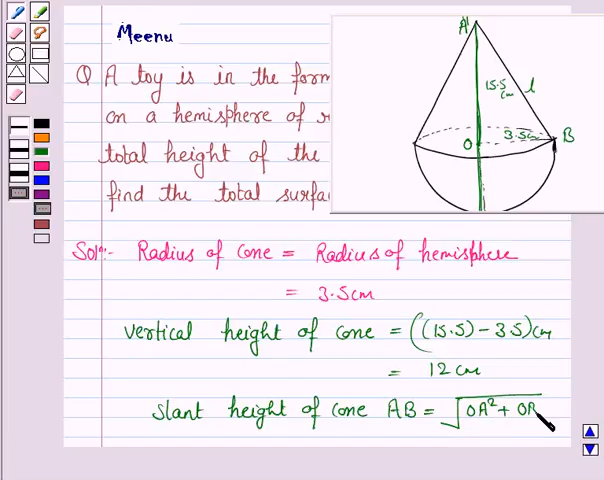 Meenu
Q A toy is in the form
on a hemisphere of
total height of the
find the total
Soln:- Radius of cone = Radius of hemisphere
= 3.5cm
Vertical height of cone = ((15.5) - 3.5)cm
= 12 cm
Slant height of cone AB = √OA² + OB
A
15.5
cm
l
3.5cm
O
B